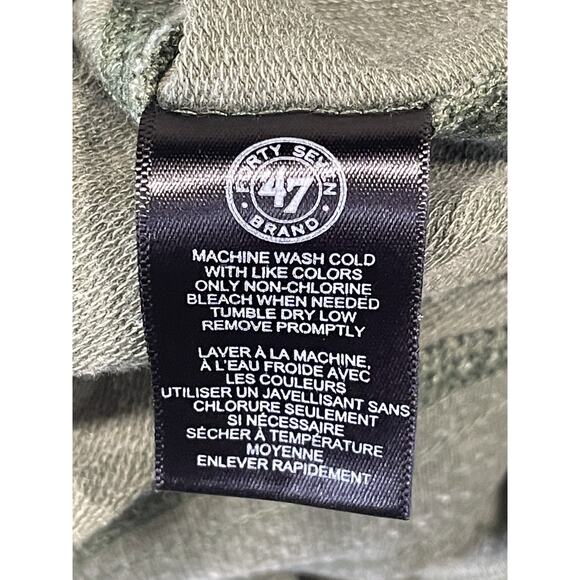 FORTY SEVEN
47
BRAND
MACHINE WASH COLD
WITH LIKE COLORS
ONLY NON-CHLORINE
BLEACH WHEN NEEDED
TUMBLE DRY LOW
REMOVE PROMPTLY
LAVER À LA MACHINE
À L'EAU FROIDE AVEC
LES COULEURS
UTILISER UN JAVELLISANT SANS
CHLORURE SEULEMENT
SI NÉCESSAIRE
SÉCHER À TEMPÉRATURE
MOYENNE
ENLEVER RAPIDEMENT